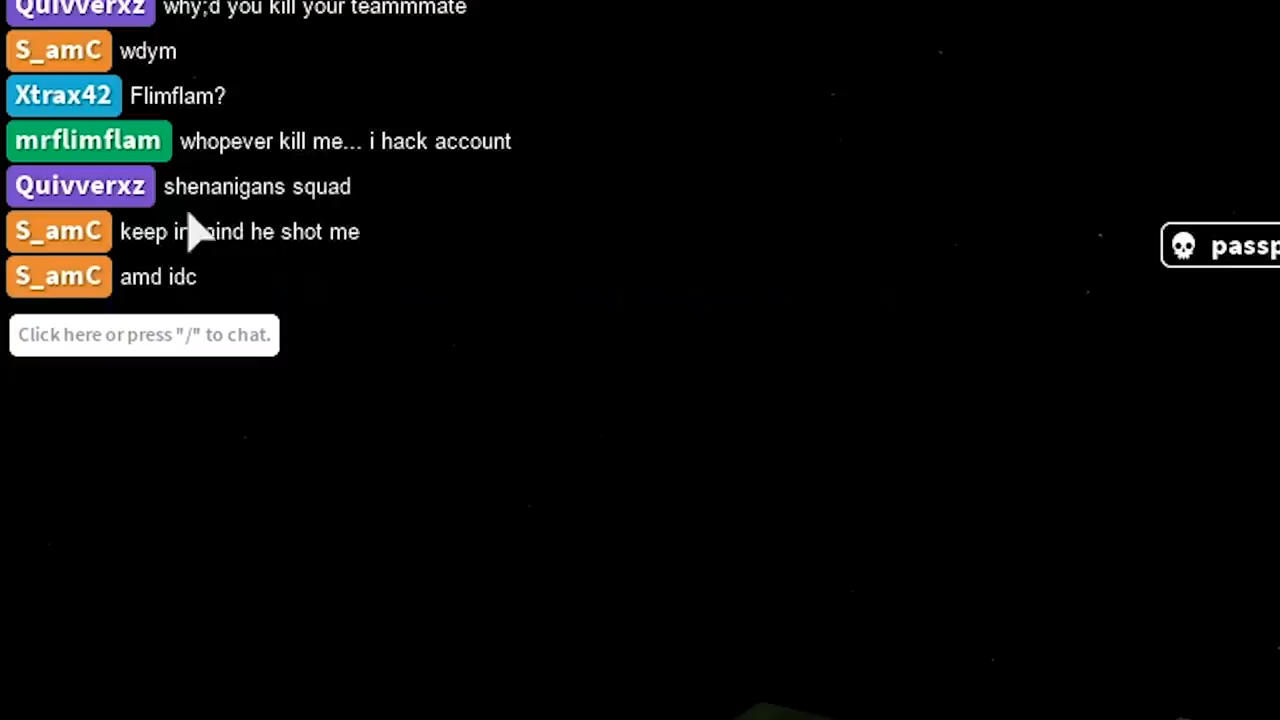 Quivverxz why;d you kill your teammmate
S_amC wdym
Xtrax42 Flimflam?
mrflimflam whopever kill me... i hack account
Quivverxz shenanigans squad
S_amC keep in mind he shot me
S_amC amd idc
passp
Click here or press "/" to chat.